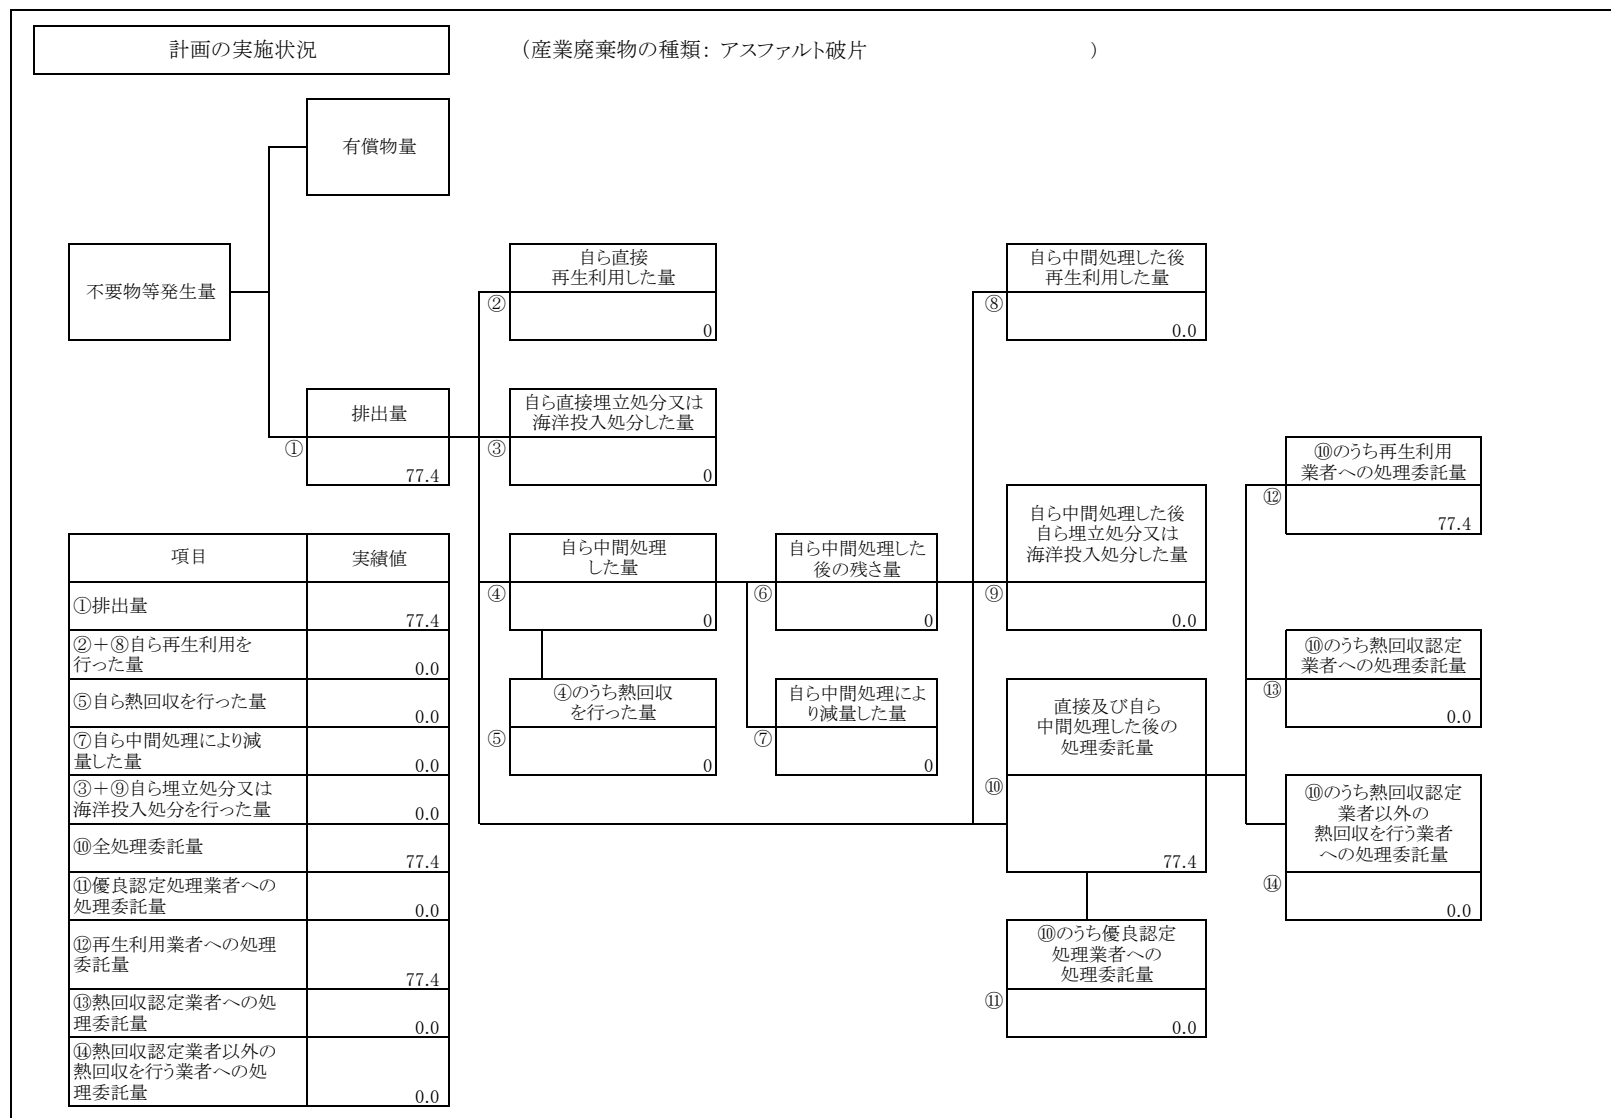 計画の実施状況
（産業廃棄物の種類：アスファルト破片　）
有償物量
不要物等発生量
自ら直接
再生利用した量
②
0
自ら中間処理した後
再生利用した量
⑧
0.0
排出量
①
77.4
自ら直接埋立処分又は
海洋投入処分した量
③
0
⑩のうち再生利用
業者への処理委託量
⑫
77.4
自ら中間処理
した量
④
0
自ら中間処理した
後の残さ量
⑥
0
自ら中間処理した後
自ら埋立処分又は
海洋投入処分した量
⑨
0.0
⑩のうち熱回収認定
業者への処理委託量
⑬
0.0
④のうち熱回収
を行った量
⑤
0
自ら中間処理によ
り減量した量
⑦
0
直接及び自ら
中間処理した後の
処理委託量
⑩
77.4
⑩のうち熱回収認定
業者以外の
熱回収を行う業者
への処理委託量
⑭
0.0
⑩のうち優良認定
処理業者への
処理委託量
⑪
0.0
項目
実績値
①排出量
77.4
②＋⑧自ら再生利用を
行った量
0.0
⑤自ら熱回収を行った量
0.0
⑦自ら中間処理により減
量した量
0.0
③＋⑨自ら埋立処分又は
海洋投入処分を行った量
0.0
⑩全処理委託量
77.4
⑪優良認定処理業者への
処理委託量
0.0
⑫再生利用業者への処理
委託量
77.4
⑬熱回収認定業者への処
理委託量
0.0
⑭熱回収認定業者以外の
熱回収を行う業者への処
理委託量
0.0